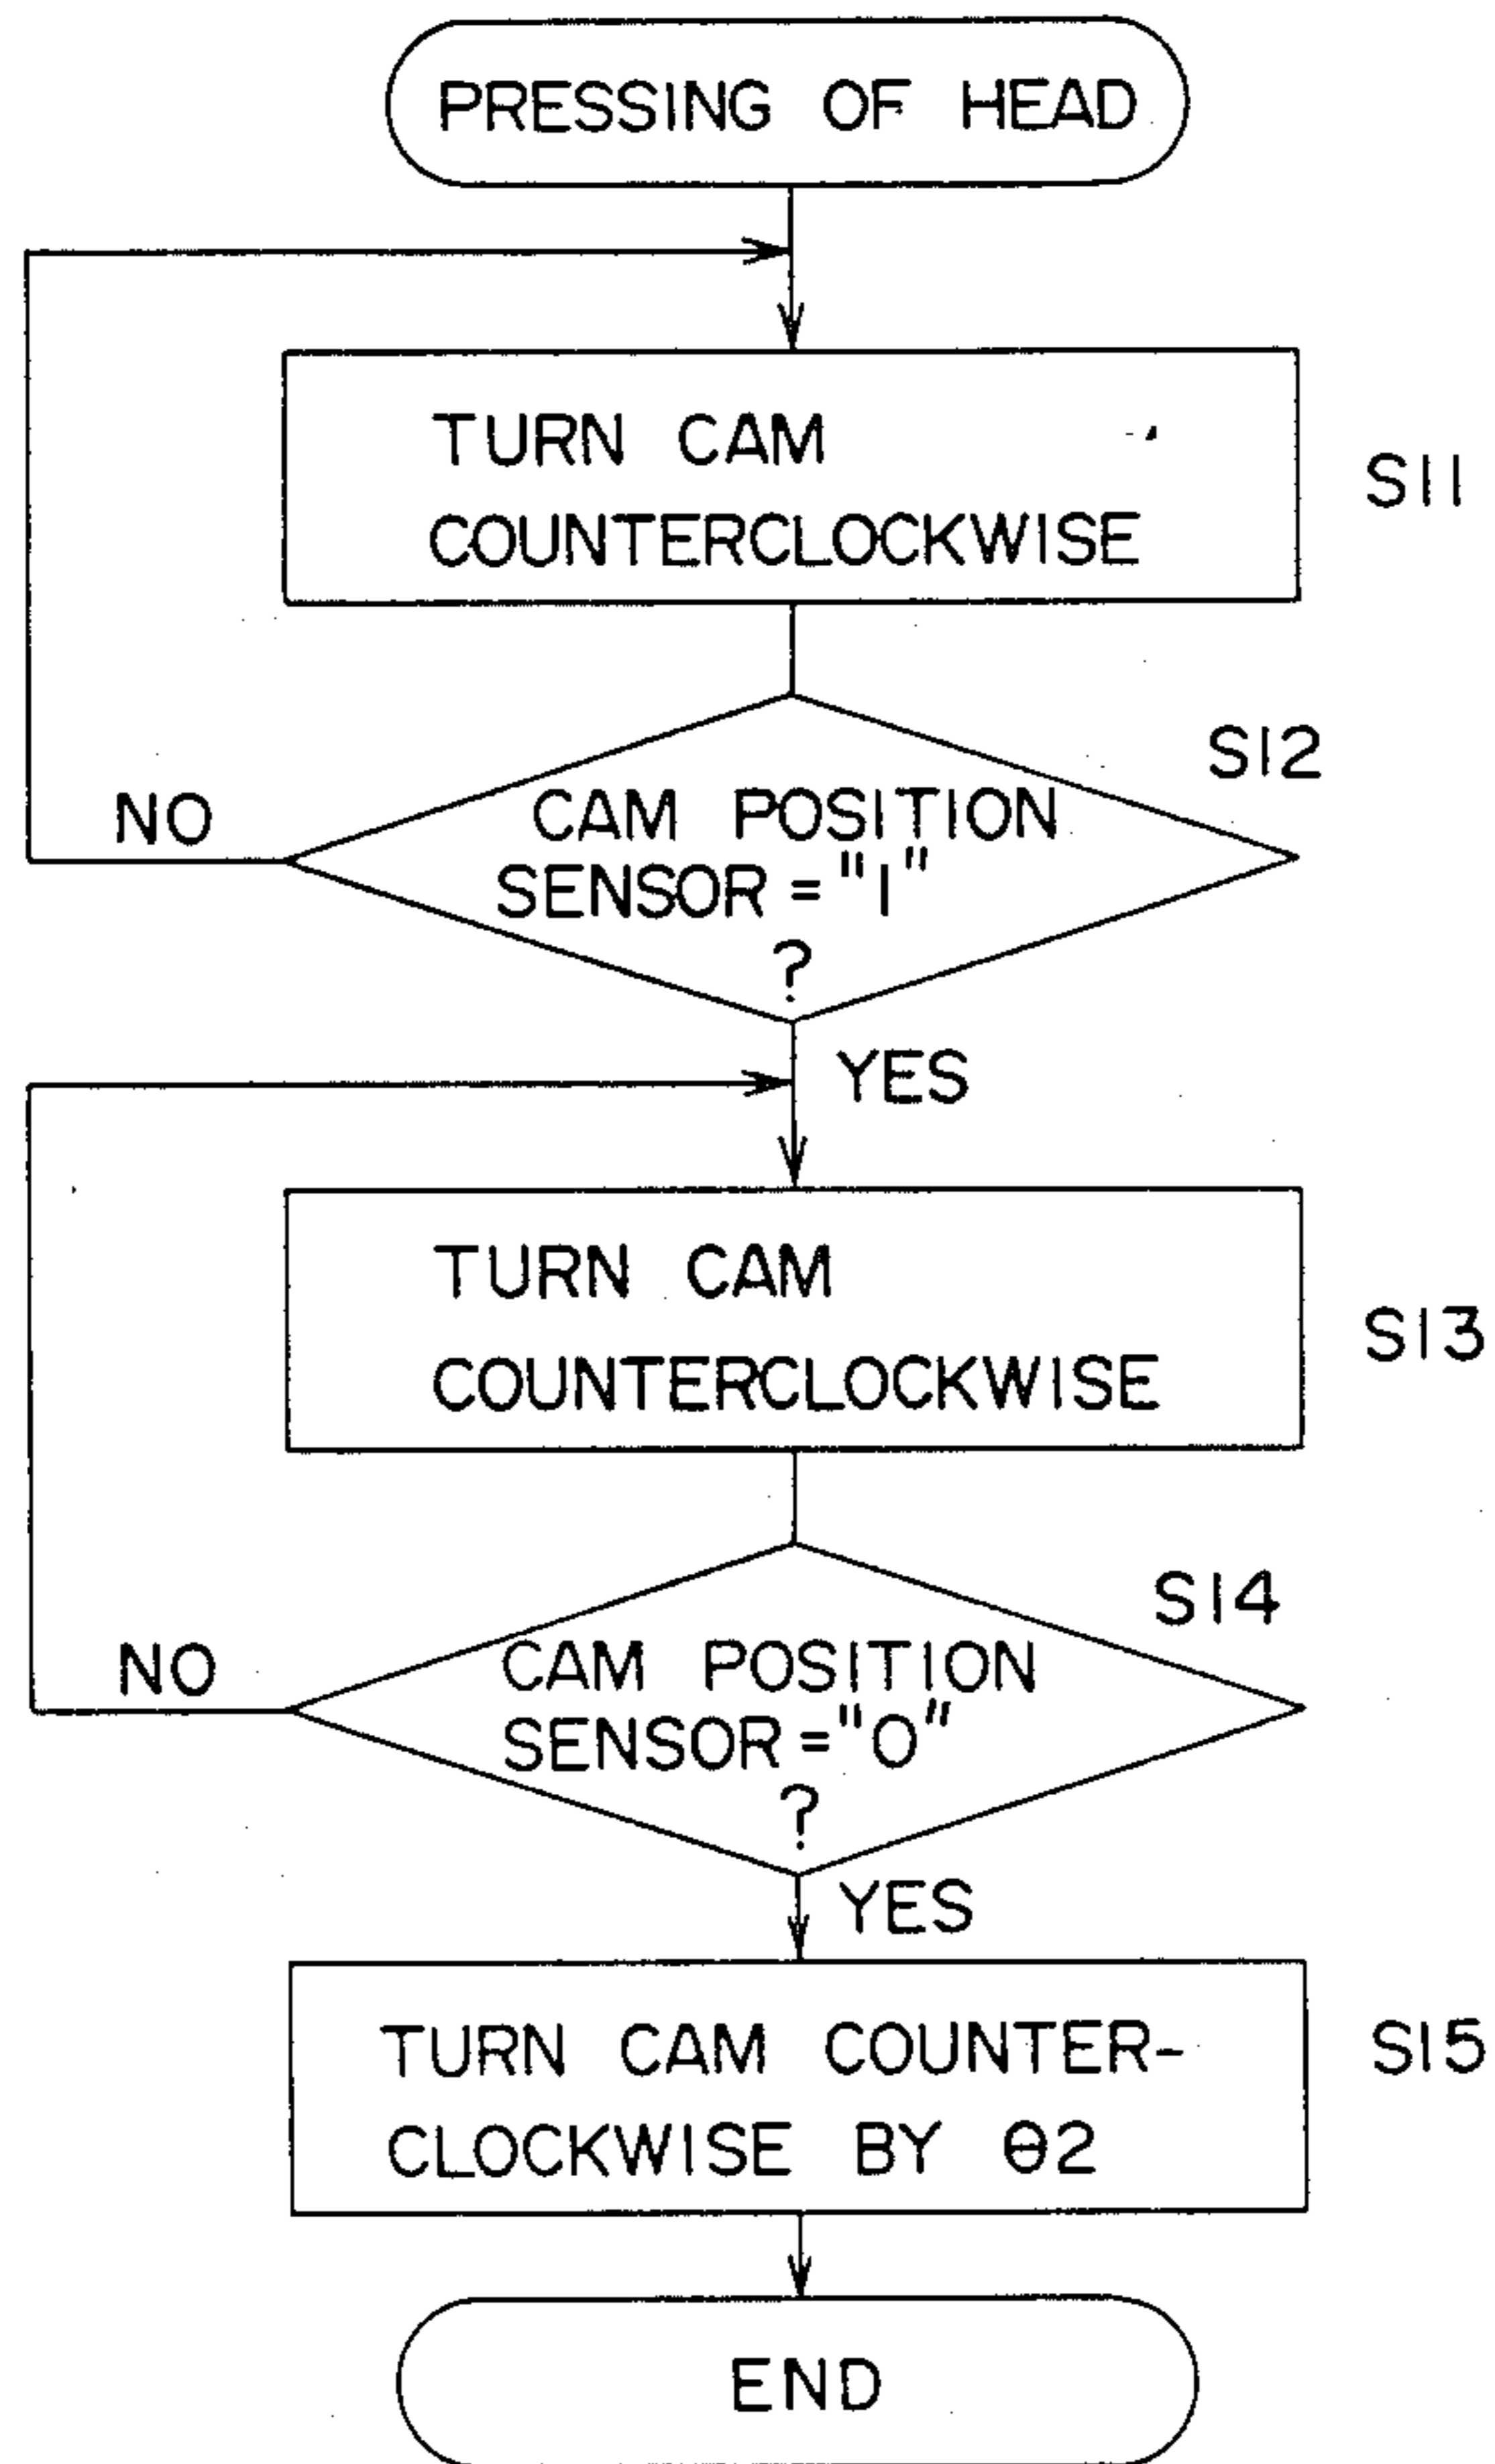 PRESSING OF HEAD
TURN CAM
COUNTERCLOCKWISE
S11
S12
NO
CAM POSITION
SENSOR = "1"
?
YES
TURN CAM
COUNTERCLOCKWISE
S13
S14
NO
CAM POSITION
SENSOR = "0"
?
YES
TURN CAM COUNTER-
CLOCKWISE BY θ2
S15
END